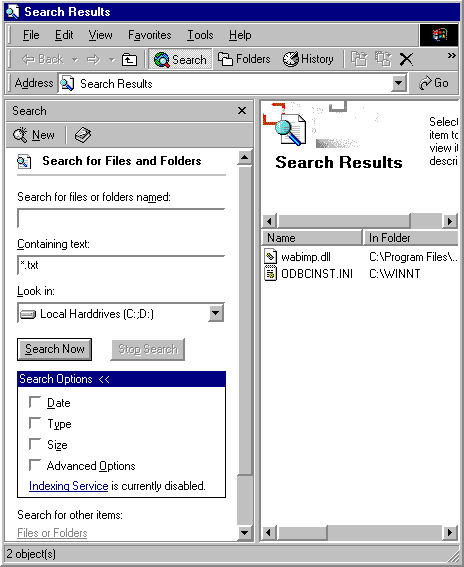 Search Results
File Edit View Favorites Tools Help
Back Search Folders History »
Address Search Results Go
Search
New
Search for Files and Folders
Search for files or folders named:
Containing text:
*.txt
Look in:
Local Harddrives (C:;D:)
Search Now Stop Search
Search Options <<
Date
Type
Size
Advanced Options
Indexing Service is currently disabled.
Search for other items:
Files or Folders
Search Results
Selec
item to
view it
descri
Name In Folder
wabimp.dll C:\Program Files\...
ODBCINST.INI C:\WINNT
2 object(s)